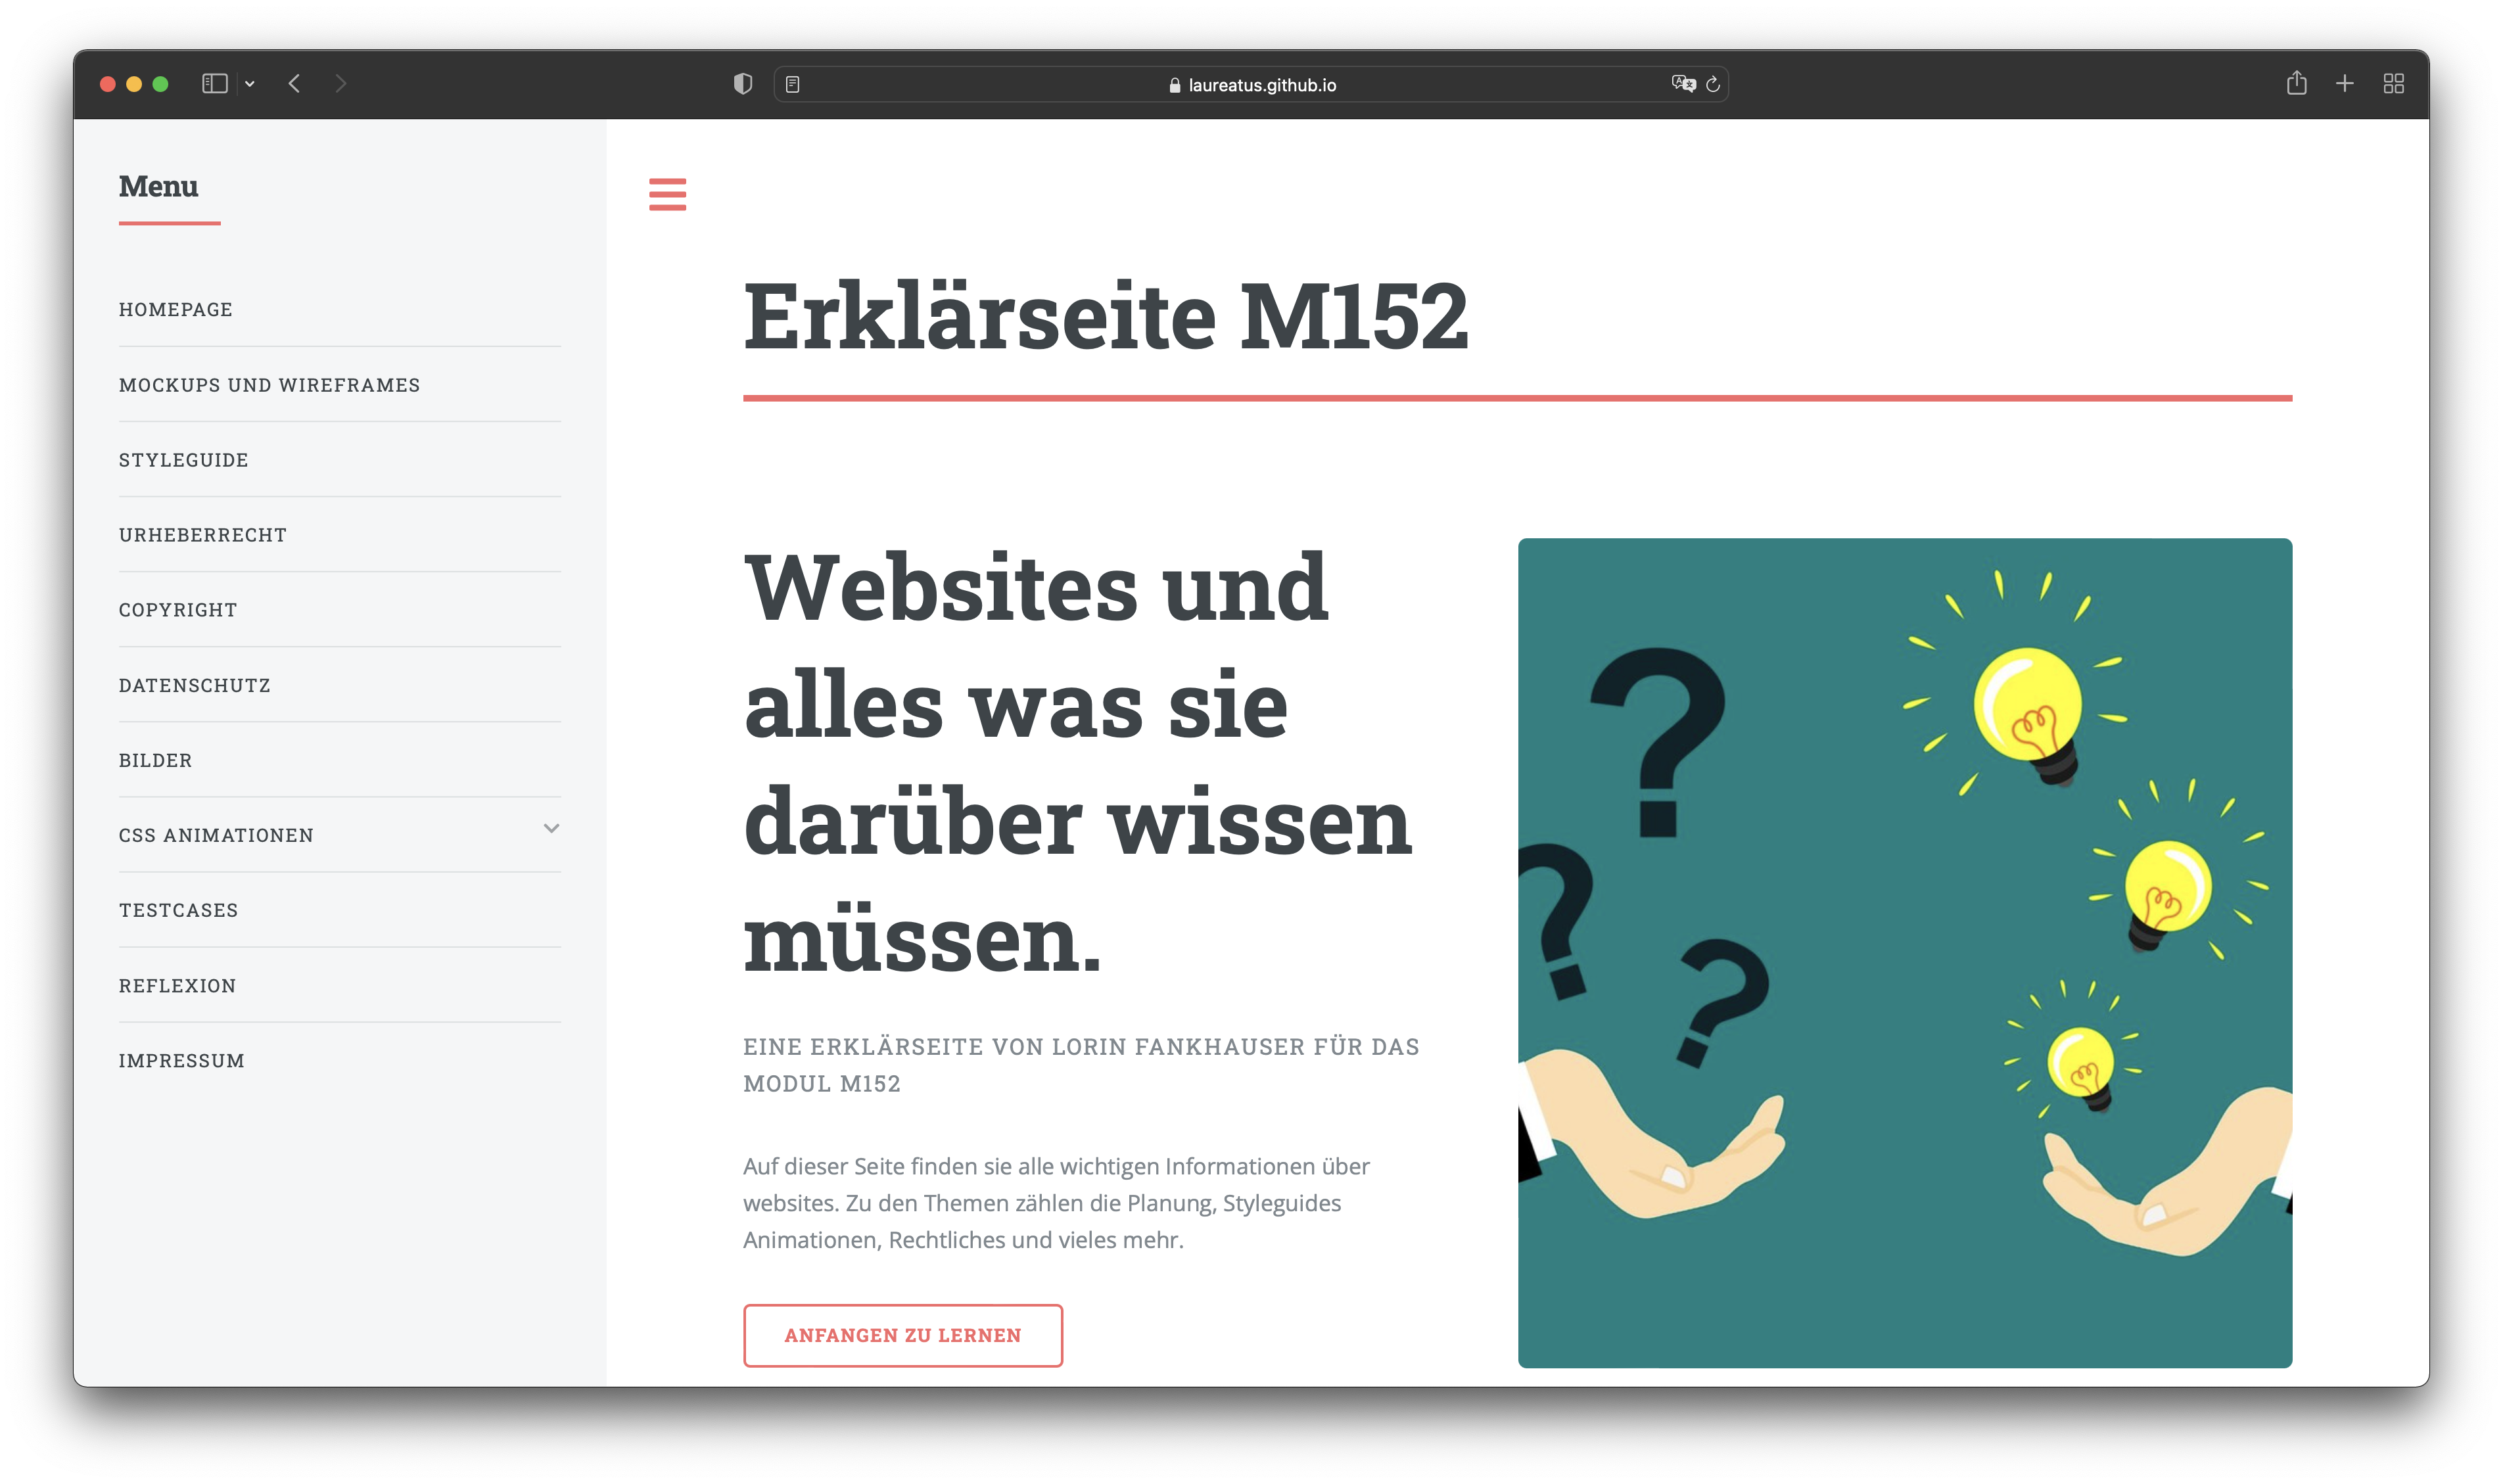 laureatus.github.io
Menu
HOMEPAGE
MOCKUPS UND WIREFRAMES
STYLEGUIDE
URHEBERRECHT
COPYRIGHT
DATENSCHUTZ
BILDER
CSS ANIMATIONEN
TESTCASES
REFLEXION
IMPRESSUM
Erklärseite M152
Websites und
alles was sie
darüber wissen
müssen.
EINE ERKLÄRSEITE VON LORIN FANKHAUSER FÜR DAS
MODUL M152
Auf dieser Seite finden sie alle wichtigen Informationen über
websites. Zu den Themen zählen die Planung, Styleguides
Animationen, Rechtliches und vieles mehr.
ANFANGEN ZU LERNEN
?
?
?